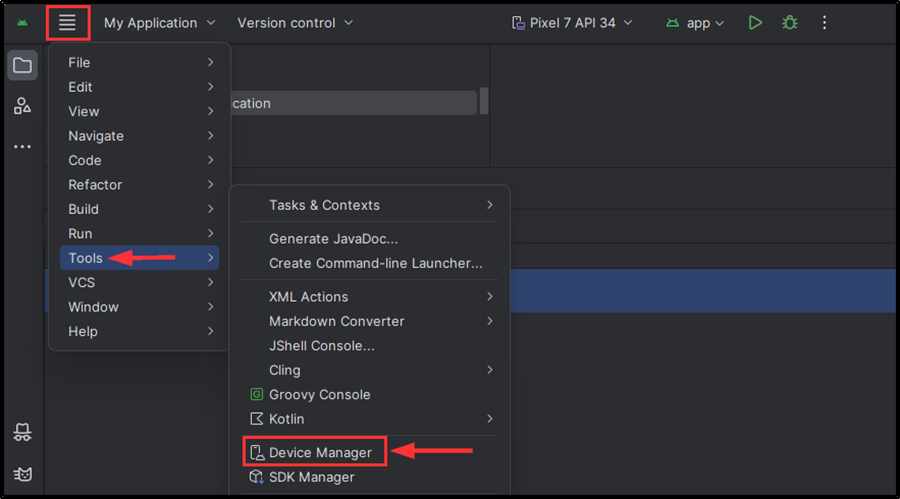 My Application Version control Pixel 7 API 34 app
File
Edit
cation
View
Navigate
Code
Refactor
Build
Run
Tools
VCS
Window
Help
Tasks & Contexts
Generate JavaDoc...
Create Command-line Launcher...
XML Actions
Markdown Converter
JShell Console...
Cling
G Groovy Console
Kotlin
Device Manager
SDK Manager